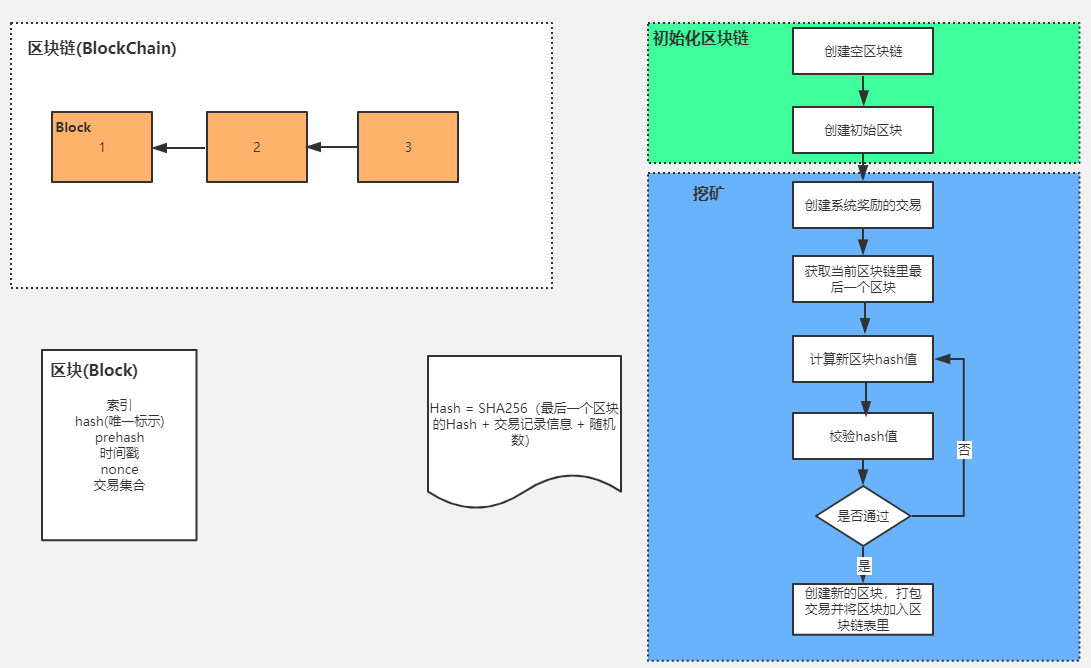 区块链(BlockChain)
Block
1
2
3
区块(Block)
索引
hash(唯一标示)
prehash
时间戳
nonce
交易集合
Hash = SHA256（最后一个区块
的Hash + 交易记录信息 + 随机
数）
初始化区块链
创建空区块链
创建初始区块
挖矿
创建系统奖励的交易
获取当前区块链里最
后一个区块
计算新区块hash值
校验hash值
是否通过
否
是
创建新的区块，打包
交易并将区块加入区
块链表里